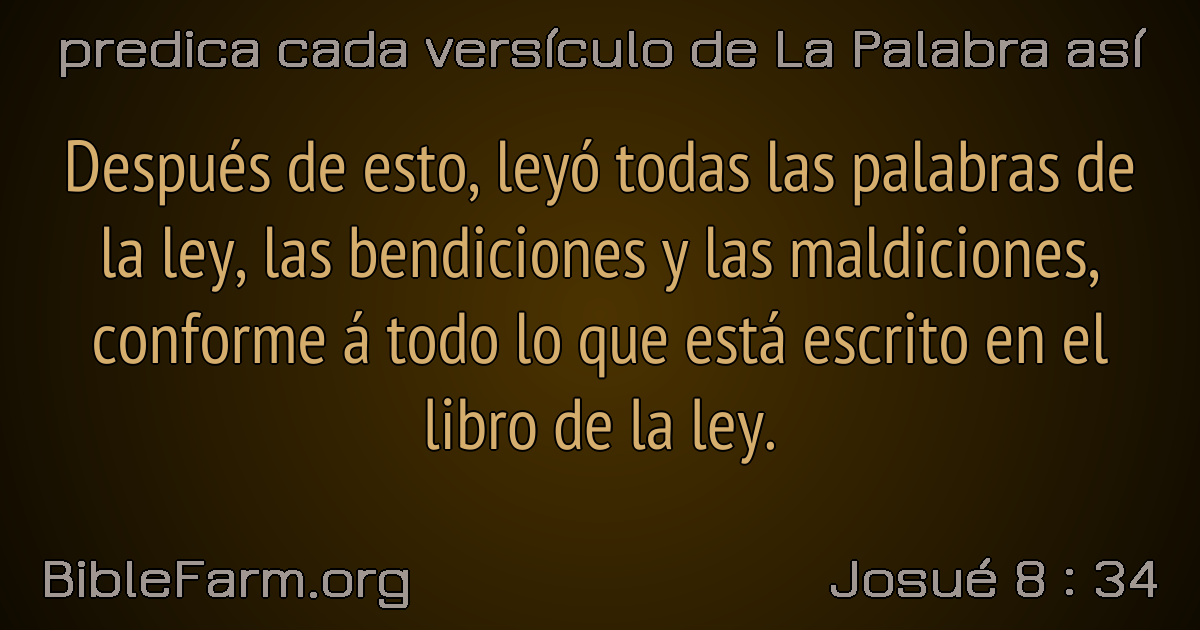 predica cada versículo de La Palabra así
Después de esto, leyó todas las palabras de
la ley, las bendiciones y las maldiciones,
conforme á todo lo que está escrito en el
libro de la ley.
BibleFarm.org
Josué 8 : 34